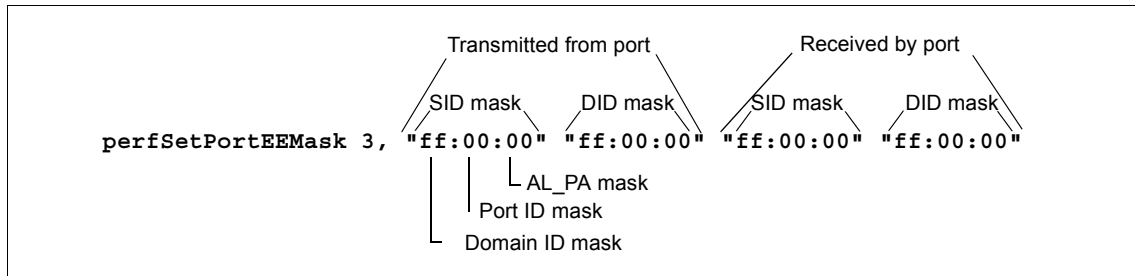 Transmitted from port Received by port
SID mask DID mask SID mask DID mask
perfSetPortEEMask 3, "ff:00:00" "ff:00:00" "ff:00:00" "ff:00:00"
AL_PA mask
Port ID mask
Domain ID mask